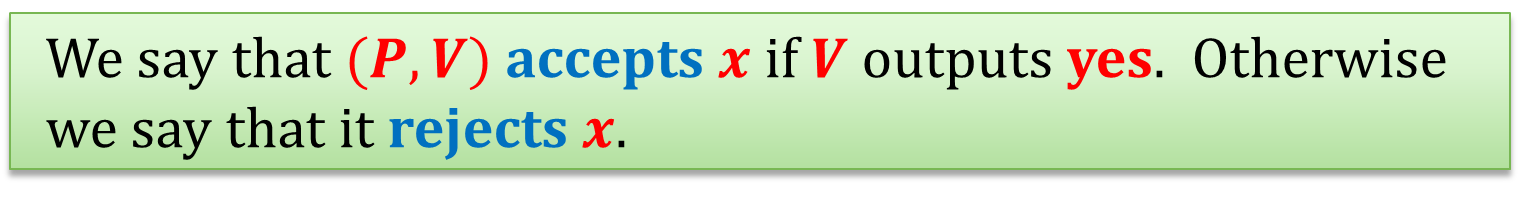 We say that (P, V) accepts x if V outputs yes. Otherwise
we say that it rejects x.